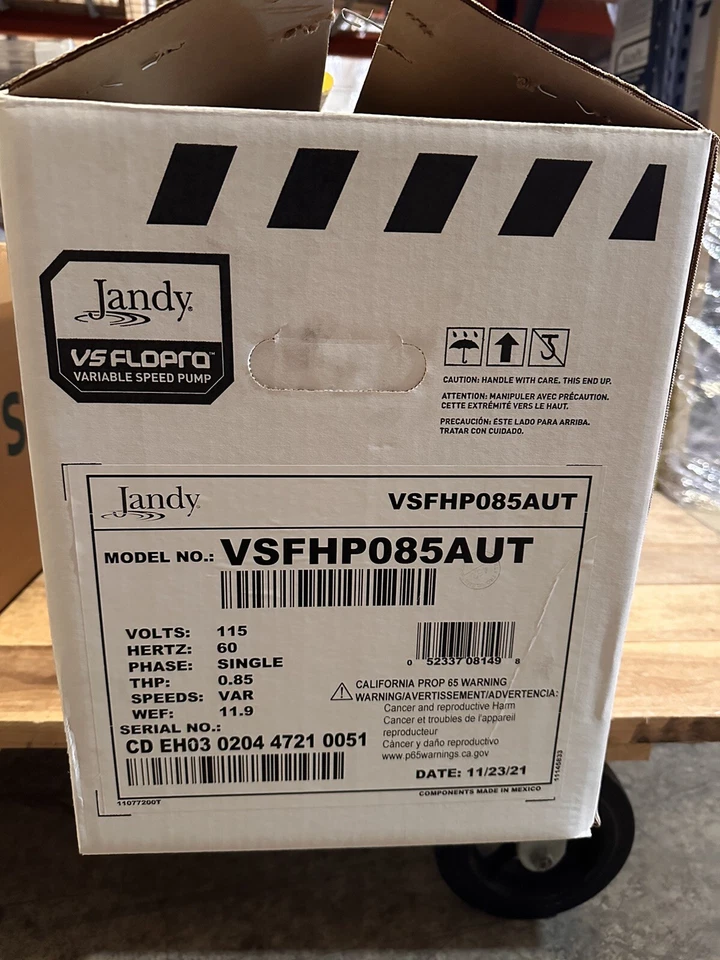 Jandy
VS FLOPRO™
VARIABLE SPEED PUMP
CAUTION: HANDLE WITH CARE. THIS END UP.
ATTENTION: MANIPULER AVEC PRÉCAUTION.
CETTE EXTRÉMITÉ VERS LE HAUT.
PRECAUCIÓN: ÉSTE LADO PARA ARRIBA.
TRATAR CON CUIDADO.
Jandy
VSFHP085AUT
MODEL NO.: VSFHP085AUT
VOLTS: 115
HERTZ: 60
PHASE: SINGLE
THP: 0.85
SPEEDS: VAR
WEF: 11.9
SERIAL NO.:
CD EH03 0204 4721 0051
0 52337 08149 8
CALIFORNIA PROP 65 WARNING
WARNING/AVERTISSEMENT/ADVERTENCIA:
Cancer and reproductive Harm
Cancer et troubles de l'appareil
reproducteur
Cáncer y daño reproductivo
www.p65warnings.ca.gov
DATE: 11/23/21
COMPONENTS MADE IN MEXICO
11077200T
S